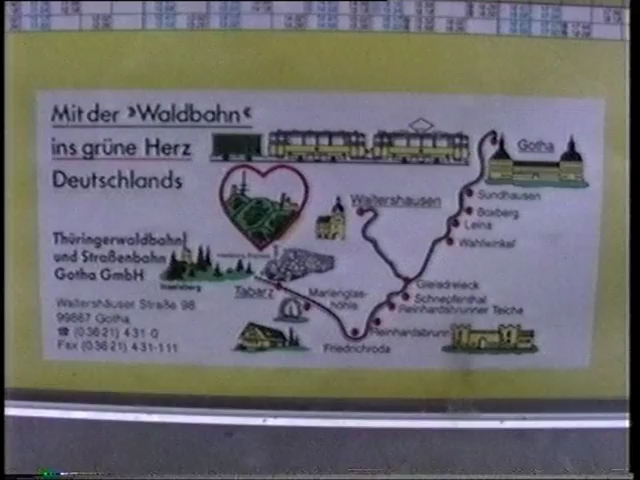 Mit der »Waldbahn«
ins grüne Herz
Deutschlands
Thüringerwaldbahn
und Straßenbahn
Gotha GmbH
Waltershäuser Straße 98
99867 Gotha
☎ (03621) 431-0
Fax (03621) 431-111
Gotha
Sundhausen
Boxberg
Leina
Wahlwinkel
Waltershausen
Gleisdreieck
Schnepfenthal
Reinhardsbrunner Teiche
Reinhardsbrunn
Friedrichroda
Marienglas-
höhle
Tabarz
Inselsberg